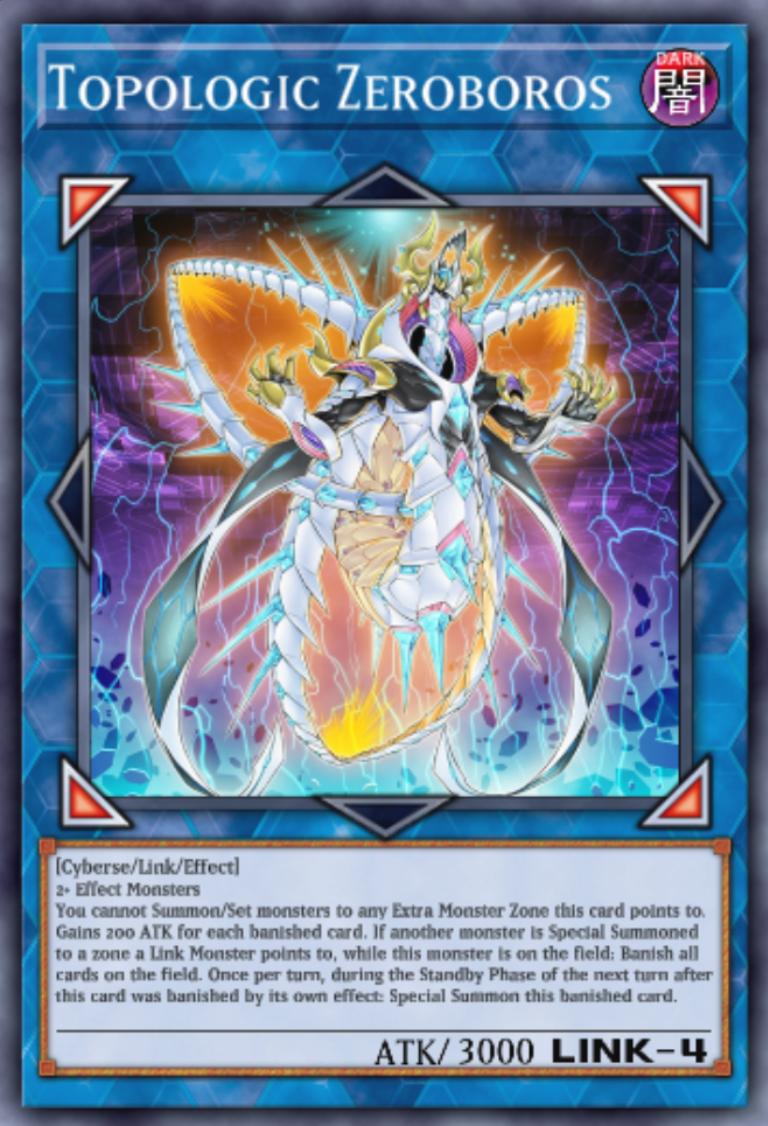 TOPOLOGIC ZEROBOROS
DARK
闇
[Cyberse/Link/Effect]
2+ Effect Monsters
You cannot Summon/Set monsters to any Extra Monster Zone this card points to.
Gains 200 ATK for each banished card. If another monster is Special Summoned
to a zone a Link Monster points to, while this monster is on the field: Banish all
cards on the field. Once per turn, during the Standby Phase of the next turn after
this card was banished by its own effect: Special Summon this banished card.
ATK/ 3000 LINK-4